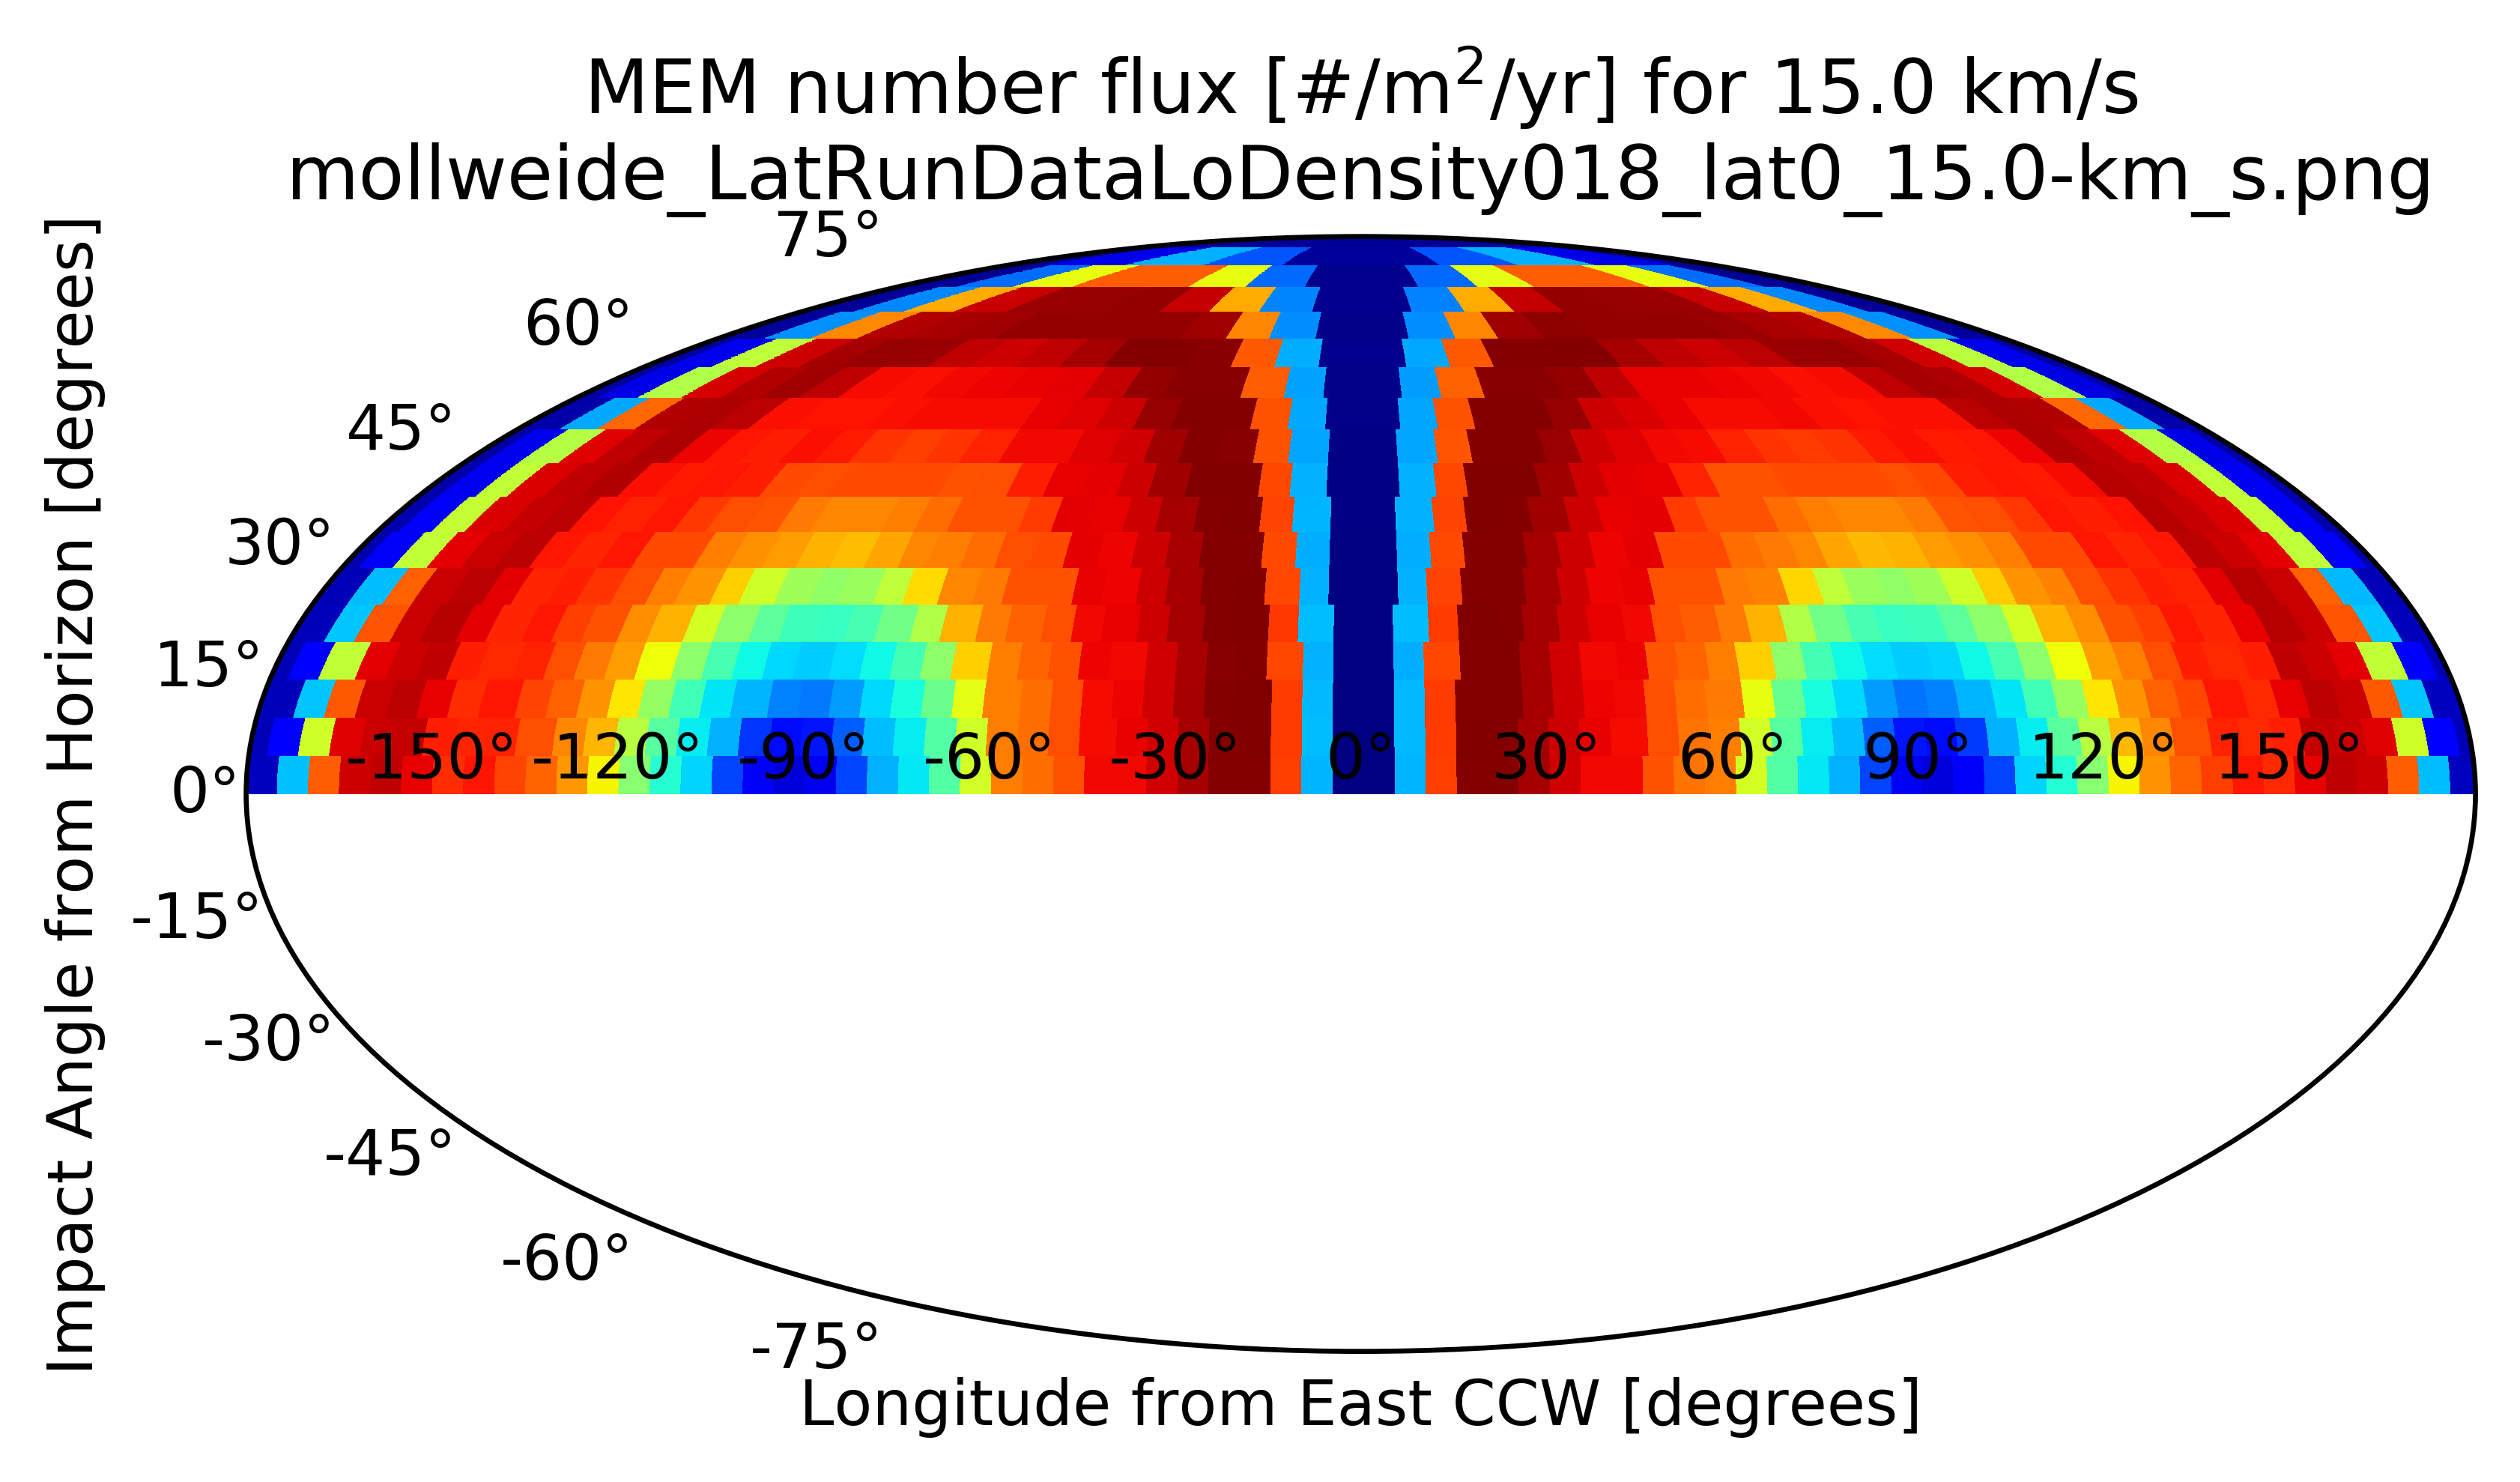 MEM number flux [#/m²/yr] for 15.0 km/s
mollweide_LatRunDataLoDensity018_lat0_15.0-km_s.png
75°
60°
45°
30°
15°
0°
-15°
-30°
-45°
-60°
-75°
-150° -120° -90° -60° -30° 0° 30° 60° 90° 120° 150°
Impact Angle from Horizon [degrees]
Longitude from East CCW [degrees]